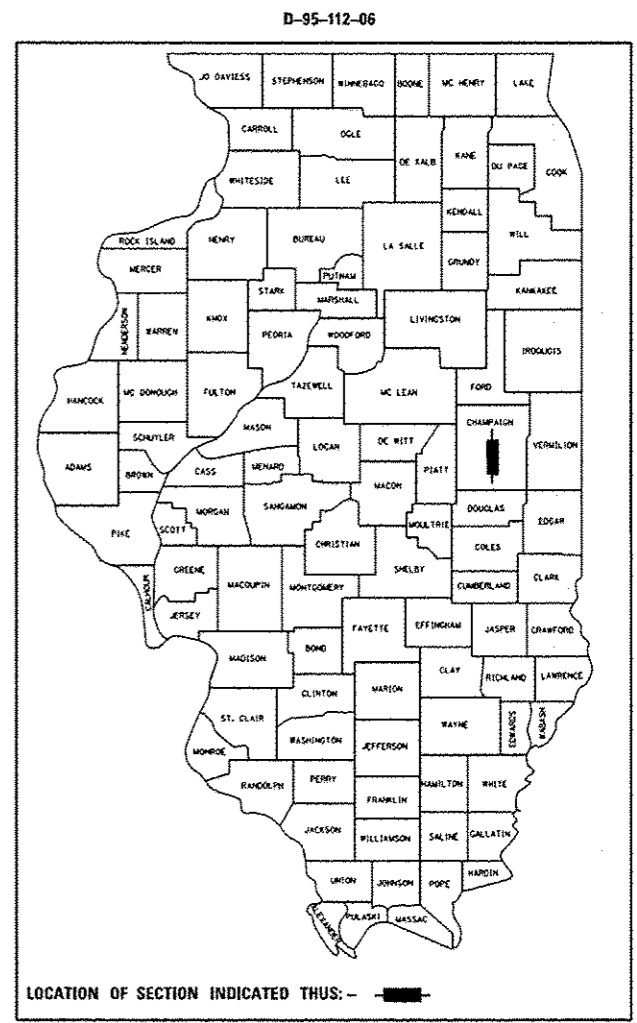 D-95-112-06
JO DAVIESS STEPHENSON WINNEBAGO BOONE MC HENRY LAKE
CARROLL OGLE DE KALB KANE DU PAGE COOK
WHITESIDE LEE
KENDALL WILL
ROCK ISLAND HENRY BUREAU LA SALLE GRUNDY
MERCER PUTNAM
STARK MARSHALL KANKAKEE
HENDERSON WARREN KNOX PEORIA WOODFORD LIVINGSTON IROQUOIS
HANCOCK MC DONOUGH FULTON TAZEWELL MC LEAN FORD
MASON CHAMPAIGN
SCHUYLER LOGAN DE WITT VERMILION
ADAMS BROWN CASS MENARD PIATT
MACON
PIKE SCOTT MORGAN SANGAMON MOULTRIE DOUGLAS EDGAR
CHRISTIAN COLES
GREENE SHELBY
CALHOUN MACOUPIN MONTGOMERY CUMBERLAND CLARK
JERSEY
FAYETTE EFFINGHAM JASPER CRAWFORD
MADISON BOND
CLAY RICHLAND LAWRENCE
CLINTON MARION
ST. CLAIR WAYNE EDWARDS WABASH
MONROE WASHINGTON JEFFERSON
RANDOLPH PERRY HAMILTON WHITE
FRANKLIN
JACKSON WILLIAMSON SALINE GALLATIN
HARDIN
UNION JOHNSON POPE
ALEXANDER PULASKI MASSAC
LOCATION OF SECTION INDICATED THUS: -